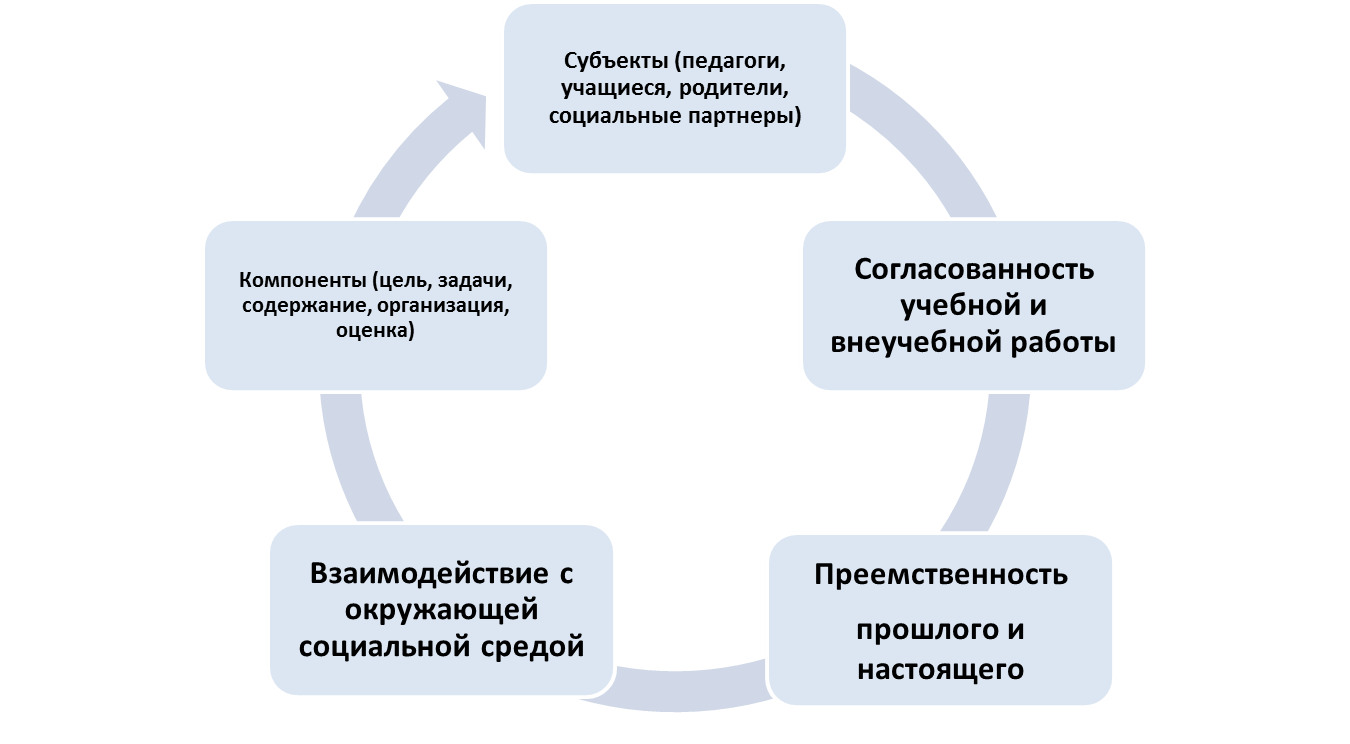 Субъекты (педагоги,
учащиеся, родители,
социальные партнеры)
Согласованность
учебной и
внеучебной работы
Преемственность
прошлого и
настоящего
Взаимодействие с
окружающей
социальной средой
Компоненты (цель, задачи,
содержание, организация,
оценка)